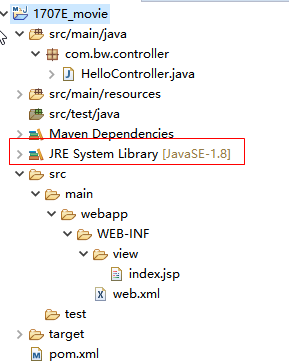 1707E_movie
src/main/java
com.bw.controller
HelloController.java
src/main/resources
src/test/java
Maven Dependencies
JRE System Library [JavaSE-1.8]
src
main
webapp
WEB-INF
view
index.jsp
web.xml
test
target
pom.xml